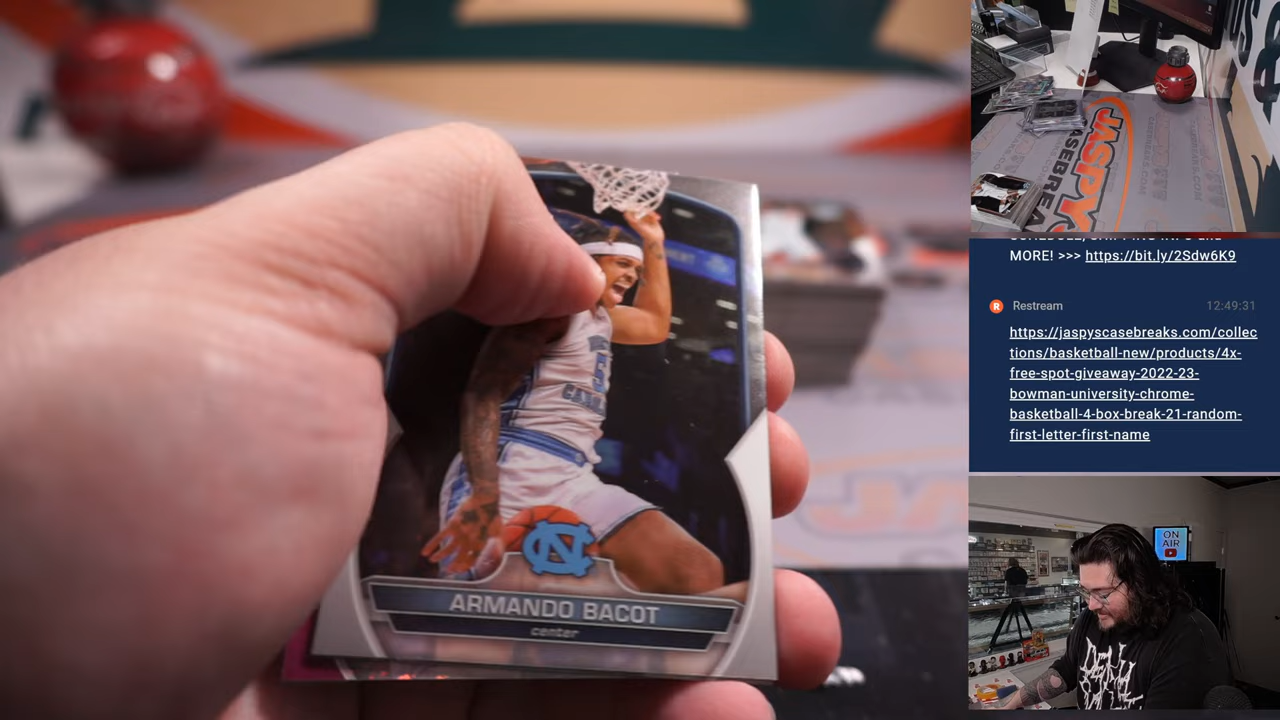 ARMANDO BACOT
center
5
MORE! >>> https://bit.ly/2Sdw6K9
Restream 12:49:31
https://jaspyscasebreaks.com/collec
tions/basketball-new/products/4x-
free-spot-giveaway-2022-23-
bowman-university-chrome-
basketball-4-box-break-21-random-
first-letter-first-name
JASPY
ON
AIR